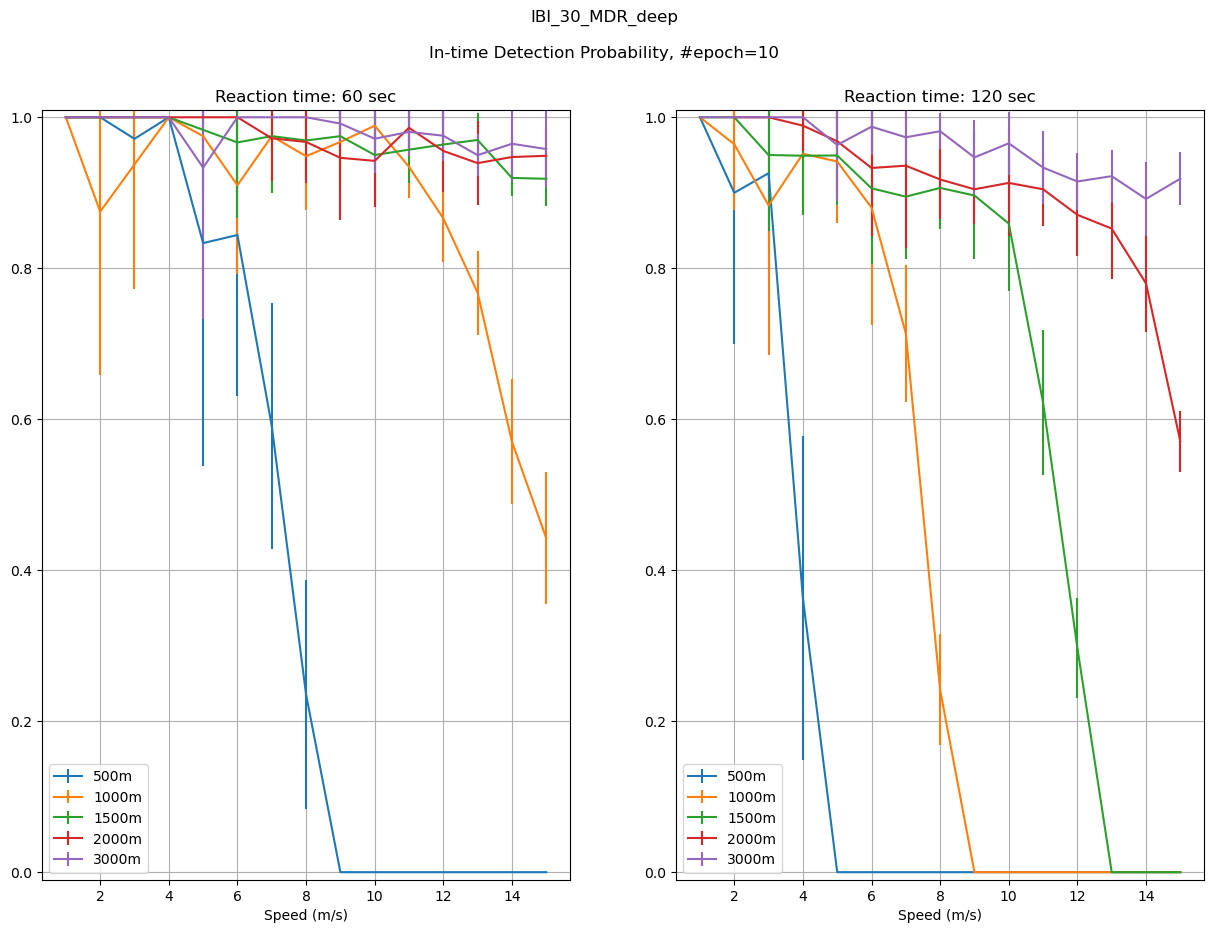 IBI_30_MDR_deep
In-time Detection Probability, #epoch=10
Reaction time: 60 sec
1.0
0.8
0.6
0.4
0.2
0.0
500m
1000m
1500m
2000m
3000m
2 4 6 8 10 12 14
Speed (m/s)
Reaction time: 120 sec
1.0
0.8
0.6
0.4
0.2
0.0
500m
1000m
1500m
2000m
3000m
2 4 6 8 10 12 14
Speed (m/s)